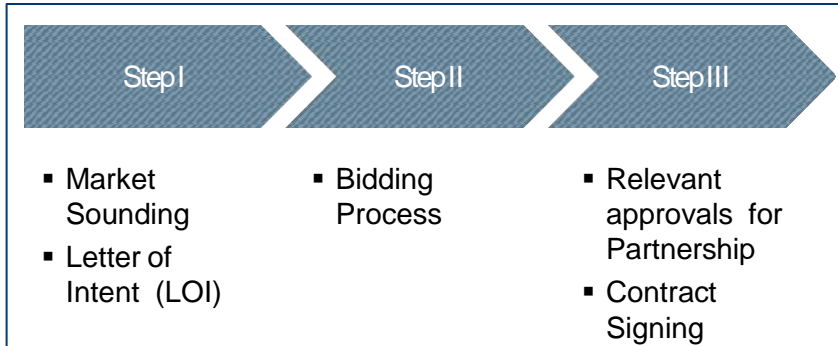 Step I
Step II
Step III
▪ Market
Sounding
▪ Letter of
Intent (LOI)
▪ Bidding
Process
▪ Relevant
approvals for
Partnership
▪ Contract
Signing